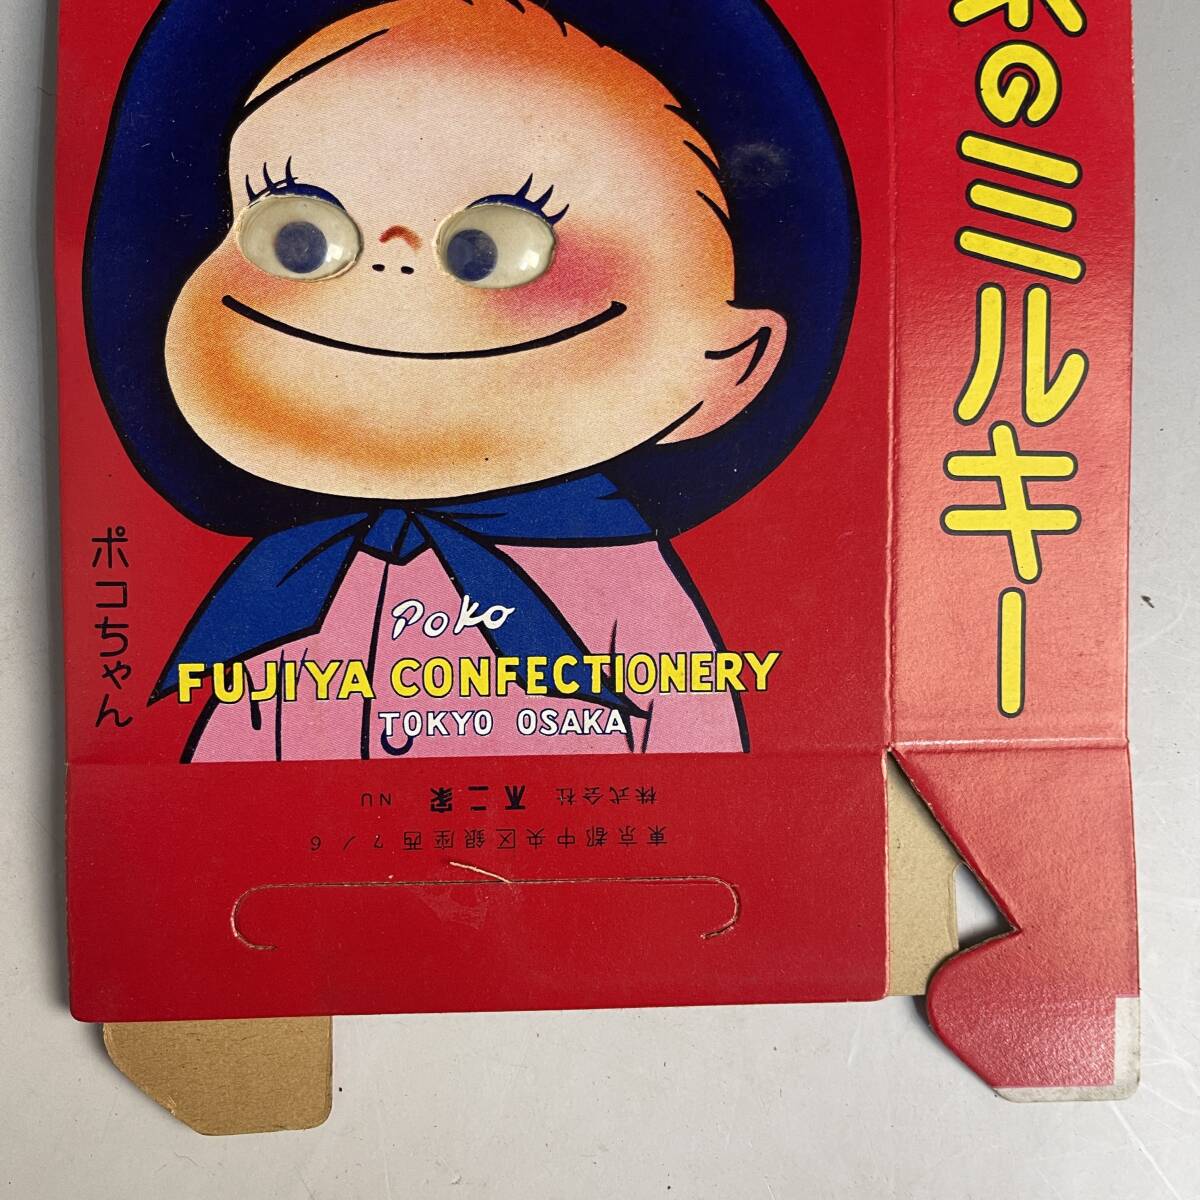 ポコちゃん
Poko
FUJIYA CONFECTIONERY
TOKYO OSAKA
のミルキー
株式会社 不二家 NU
東京都中央区銀座西7ノ6